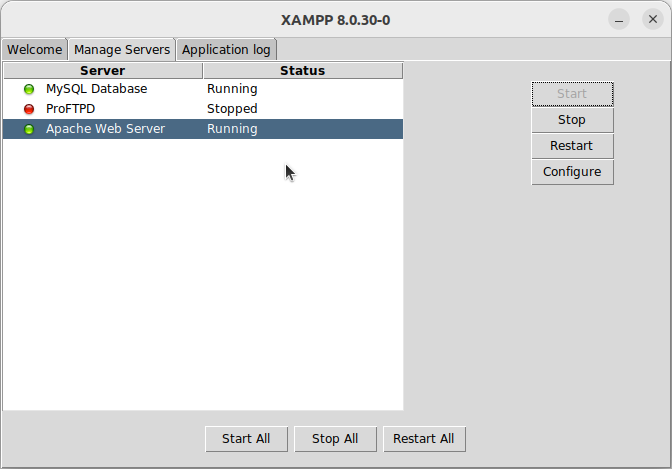 XAMPP 8.0.30-0
Welcome Manage Servers Application log
Server Status
MySQL Database Running
ProFTPD Stopped
Apache Web Server Running
Start
Stop
Restart
Configure
Start All Stop All Restart All